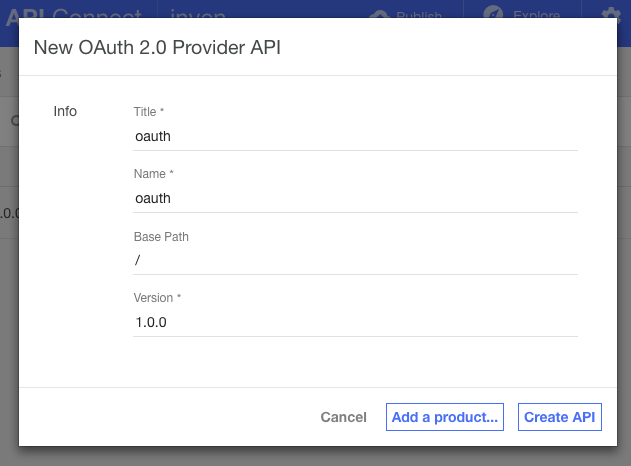 API Connect
inven
Publish
Explore
New OAuth 2.0 Provider API
Info
Title *
oauth
Name *
oauth
Base Path
/
Version *
1.0.0
Cancel
Add a product...
Create API